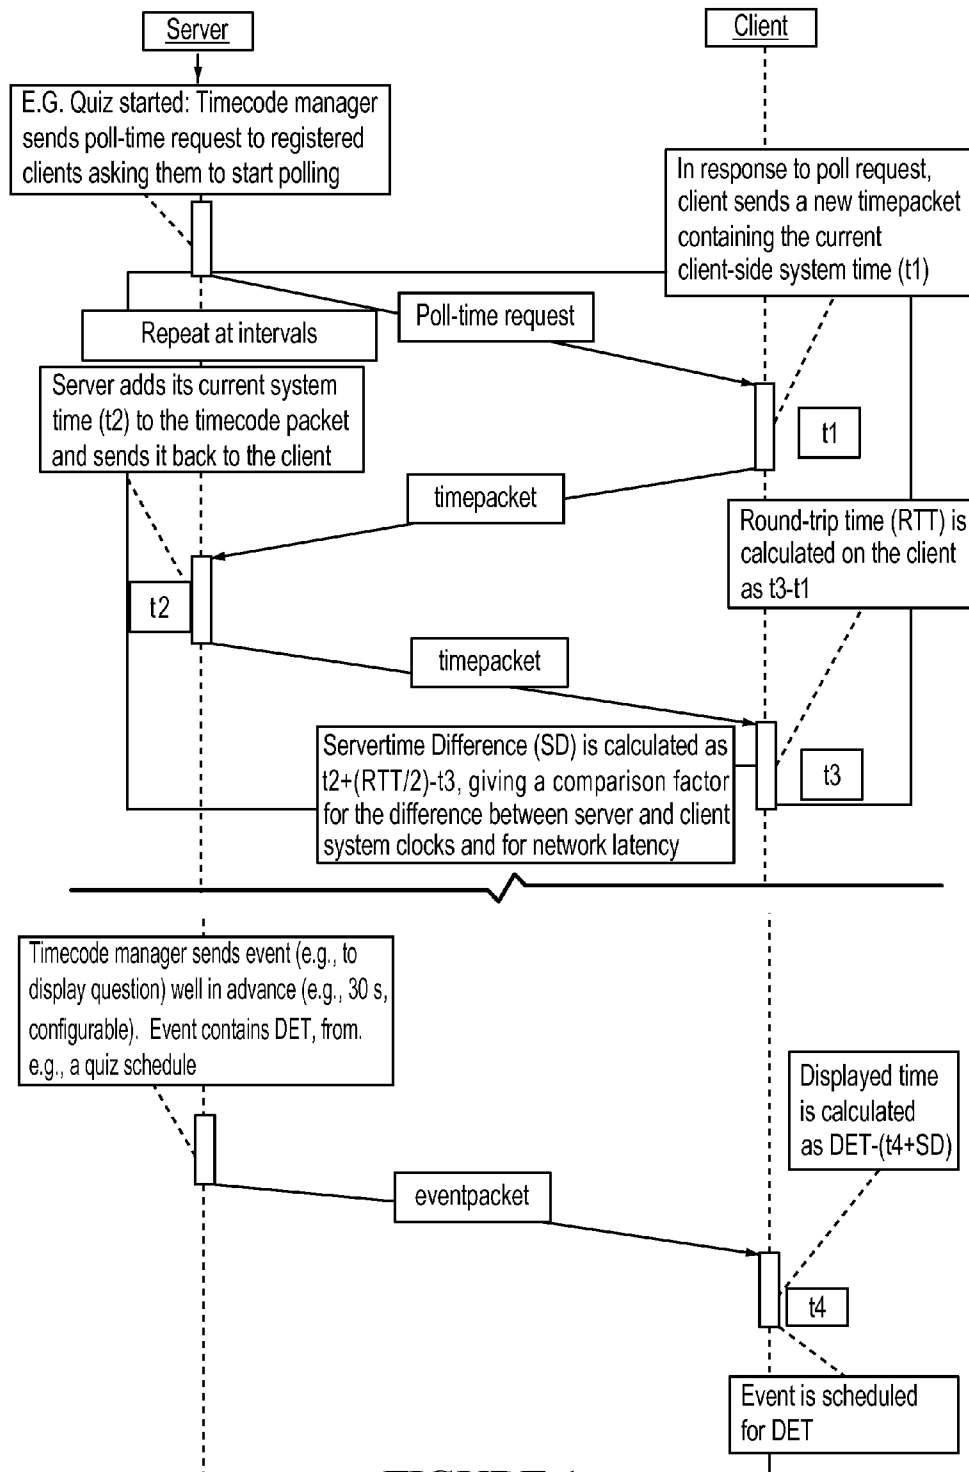 Server
Client
E.G. Quiz started: Timecode manager
sends poll-time request to registered
clients asking them to start polling
In response to poll request,
client sends a new timepacket
containing the current
client-side system time (t1)
Poll-time request
Repeat at intervals
Server adds its current system
time (t2) to the timecode packet
and sends it back to the client
t1
timepacket
Round-trip time (RTT) is
calculated on the client
as t3-t1
t2
timepacket
Servertime Difference (SD) is calculated as
t2+(RTT/2)-t3, giving a comparison factor
for the difference between server and client
system clocks and for network latency
t3
Timecode manager sends event (e.g., to
display question) well in advance (e.g., 30 s,
configurable). Event contains DET, from.
e.g., a quiz schedule
Displayed time
is calculated
as DET-(t4+SD)
eventpacket
t4
Event is scheduled
for DET